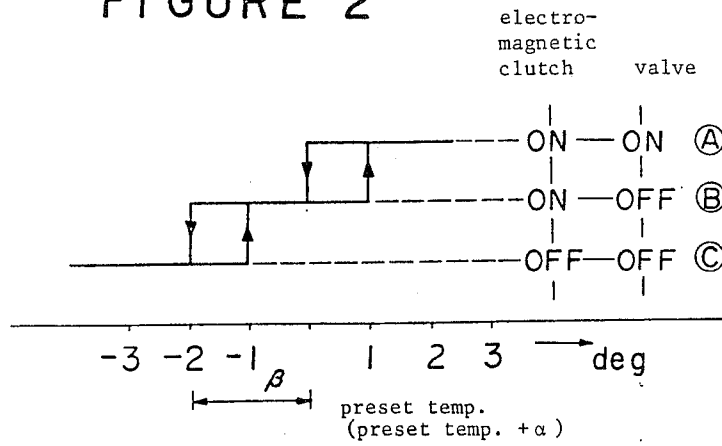 FIGURE 2
electro-
magnetic
clutch valve
ON ON Ⓐ
ON OFF Ⓑ
OFF OFF Ⓒ
-3 -2 -1 1 2 3 deg
β
preset temp.
(preset temp. +α)